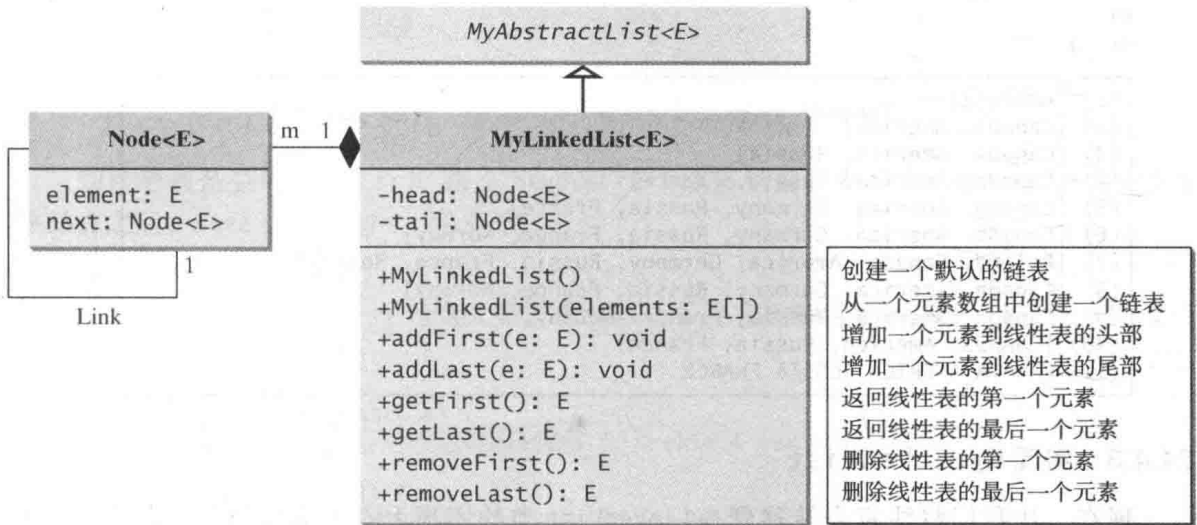 MyAbstractList<E>
Node<E>
element: E
next: Node<E>
m 1
1
Link
MyLinkedList<E>
-head: Node<E>
-tail: Node<E>
+MyLinkedList()
+MyLinkedList(elements: E[])
+addFirst(e: E): void
+addLast(e: E): void
+getFirst(): E
+getLast(): E
+removeFirst(): E
+removeLast(): E
创建一个默认的链表
从一个元素数组中创建一个链表
增加一个元素到线性表的头部
增加一个元素到线性表的尾部
返回线性表的第一个元素
返回线性表的最后一个元素
删除线性表的第一个元素
删除线性表的最后一个元素